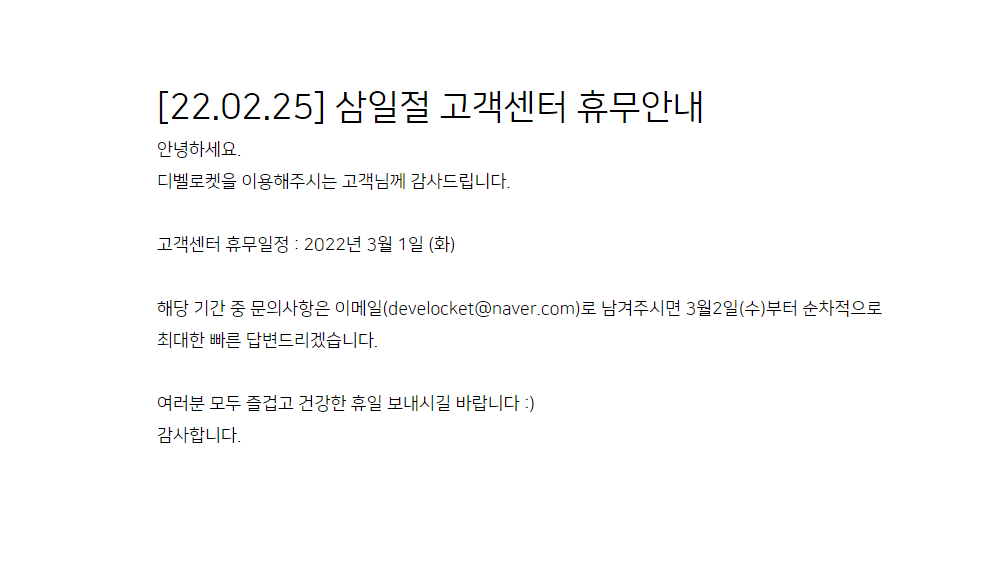 [22.02.25] 삼일절 고객센터 휴무안내
안녕하세요.
디벨로켓을 이용해주시는 고객님께 감사드립니다.
고객센터 휴무일정 : 2022년 3월 1일 (화)
해당 기간 중 문의사항은 이메일(develocket@naver.com)로 남겨주시면 3월2일(수)부터 순차적으로
최대한 빠른 답변드리겠습니다.
여러분 모두 즐겁고 건강한 휴일 보내시길 바랍니다 :)
감사합니다.